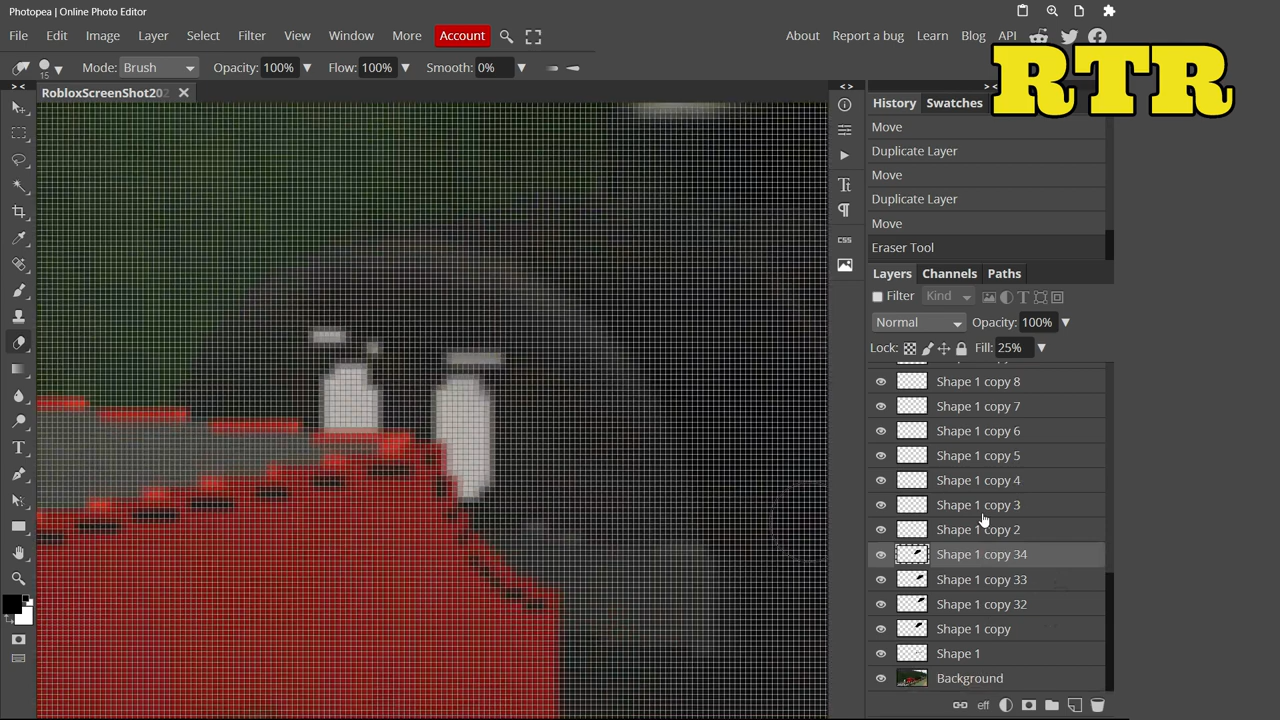 Photopea | Online Photo Editor
File Edit Image Layer Select Filter View Window More Account
About Report a bug Learn Blog API
RTR
15 Mode: Brush Opacity: 100% Flow: 100% Smooth: 0%
RobloxScreenShot202
History Swatches
Move
Duplicate Layer
Move
Duplicate Layer
Move
Eraser Tool
Layers Channels Paths
Filter Kind
Normal Opacity: 100%
Lock: Fill: 25%
Shape 1 copy 8
Shape 1 copy 7
Shape 1 copy 6
Shape 1 copy 5
Shape 1 copy 4
Shape 1 copy 3
Shape 1 copy 2
Shape 1 copy 34
Shape 1 copy 33
Shape 1 copy 32
Shape 1 copy
Shape 1
Background
CSS
eff